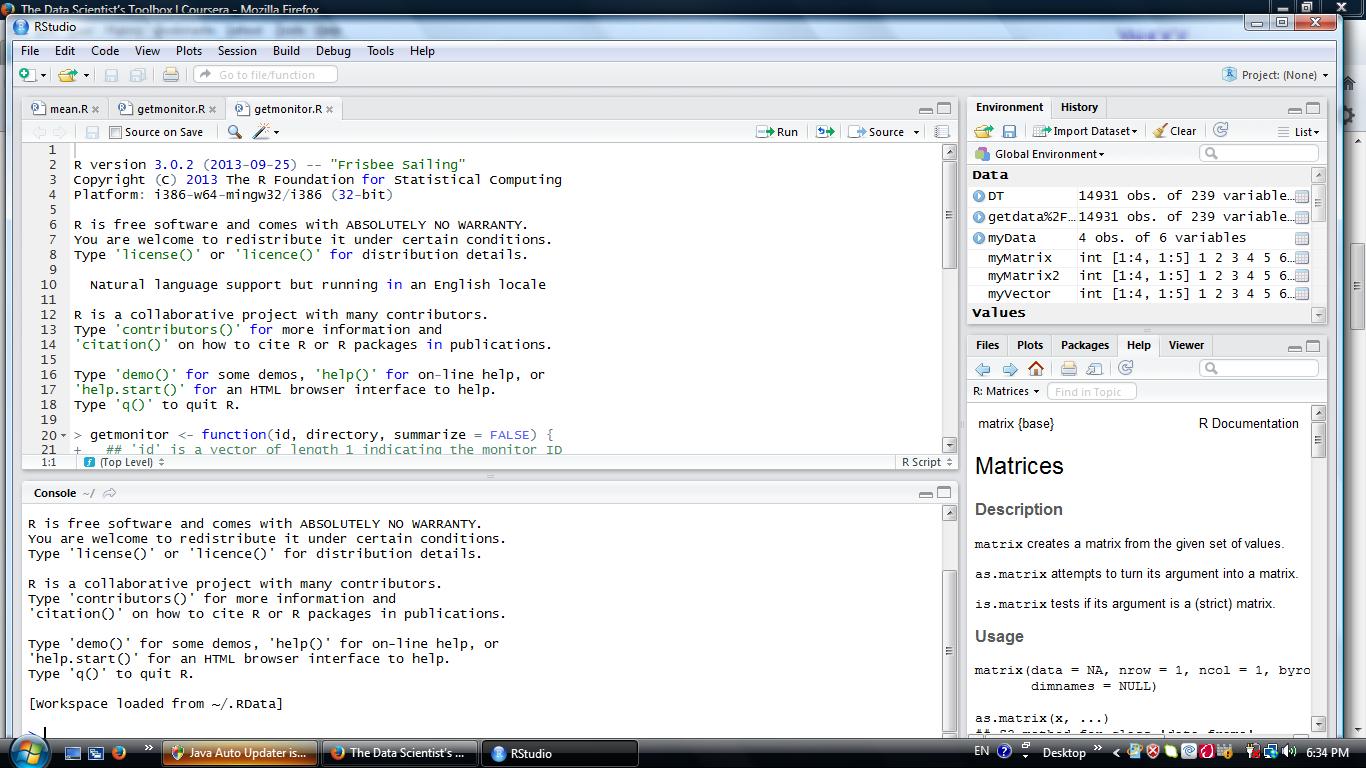 The Data Scientist's Toolbox | Coursera - Mozilla Firefox
RStudio
File Edit Code View Plots Session Build Debug Tools Help
Go to file/function
Project: (None)
mean.R getmonitor.R getmonitor.R
Source on Save Run Source
1
2 R version 3.0.2 (2013-09-25) -- "Frisbee Sailing"
3 Copyright (C) 2013 The R Foundation for Statistical Computing
4 Platform: i386-w64-mingw32/i386 (32-bit)
5
6 R is free software and comes with ABSOLUTELY NO WARRANTY.
7 You are welcome to redistribute it under certain conditions.
8 Type 'license()' or 'licence()' for distribution details.
9
10 Natural language support but running in an English locale
11
12 R is a collaborative project with many contributors.
13 Type 'contributors()' for more information and
14 'citation()' on how to cite R or R packages in publications.
15
16 Type 'demo()' for some demos, 'help()' for on-line help, or
17 'help.start()' for an HTML browser interface to help.
18 Type 'q()' to quit R.
19
20 > getmonitor <- function(id, directory, summarize = FALSE) {
21 + ## 'id' is a vector of length 1 indicating the monitor ID
1:1 (Top Level) R Script
Console ~/
R is free software and comes with ABSOLUTELY NO WARRANTY.
You are welcome to redistribute it under certain conditions.
Type 'license()' or 'licence()' for distribution details.
R is a collaborative project with many contributors.
Type 'contributors()' for more information and
'citation()' on how to cite R or R packages in publications.
Type 'demo()' for some demos, 'help()' for on-line help, or
'help.start()' for an HTML browser interface to help.
Type 'q()' to quit R.
[Workspace loaded from ~/.RData]
>
Environment History
Import Dataset Clear List
Global Environment
Data
DT 14931 obs. of 239 variable…
getdata%2F… 14931 obs. of 239 variable…
myData 4 obs. of 6 variables
myMatrix int [1:4, 1:5] 1 2 3 4 5 6…
myMatrix2 int [1:4, 1:5] 1 2 3 4 5 6…
myVector int [1:4, 1:5] 1 2 3 4 5 6…
Values
Files Plots Packages Help Viewer
R: Matrices Find in Topic
matrix {base} R Documentation
Matrices
Description
matrix creates a matrix from the given set of values.
as.matrix attempts to turn its argument into a matrix.
is.matrix tests if its argument is a (strict) matrix.
Usage
matrix(data = NA, nrow = 1, ncol = 1, byro
dimnames = NULL)
as.matrix(x, ...)
## S3 method for class 'data.frame'
Java Auto Updater is... The Data Scientist's ... RStudio EN Desktop 6:34 PM